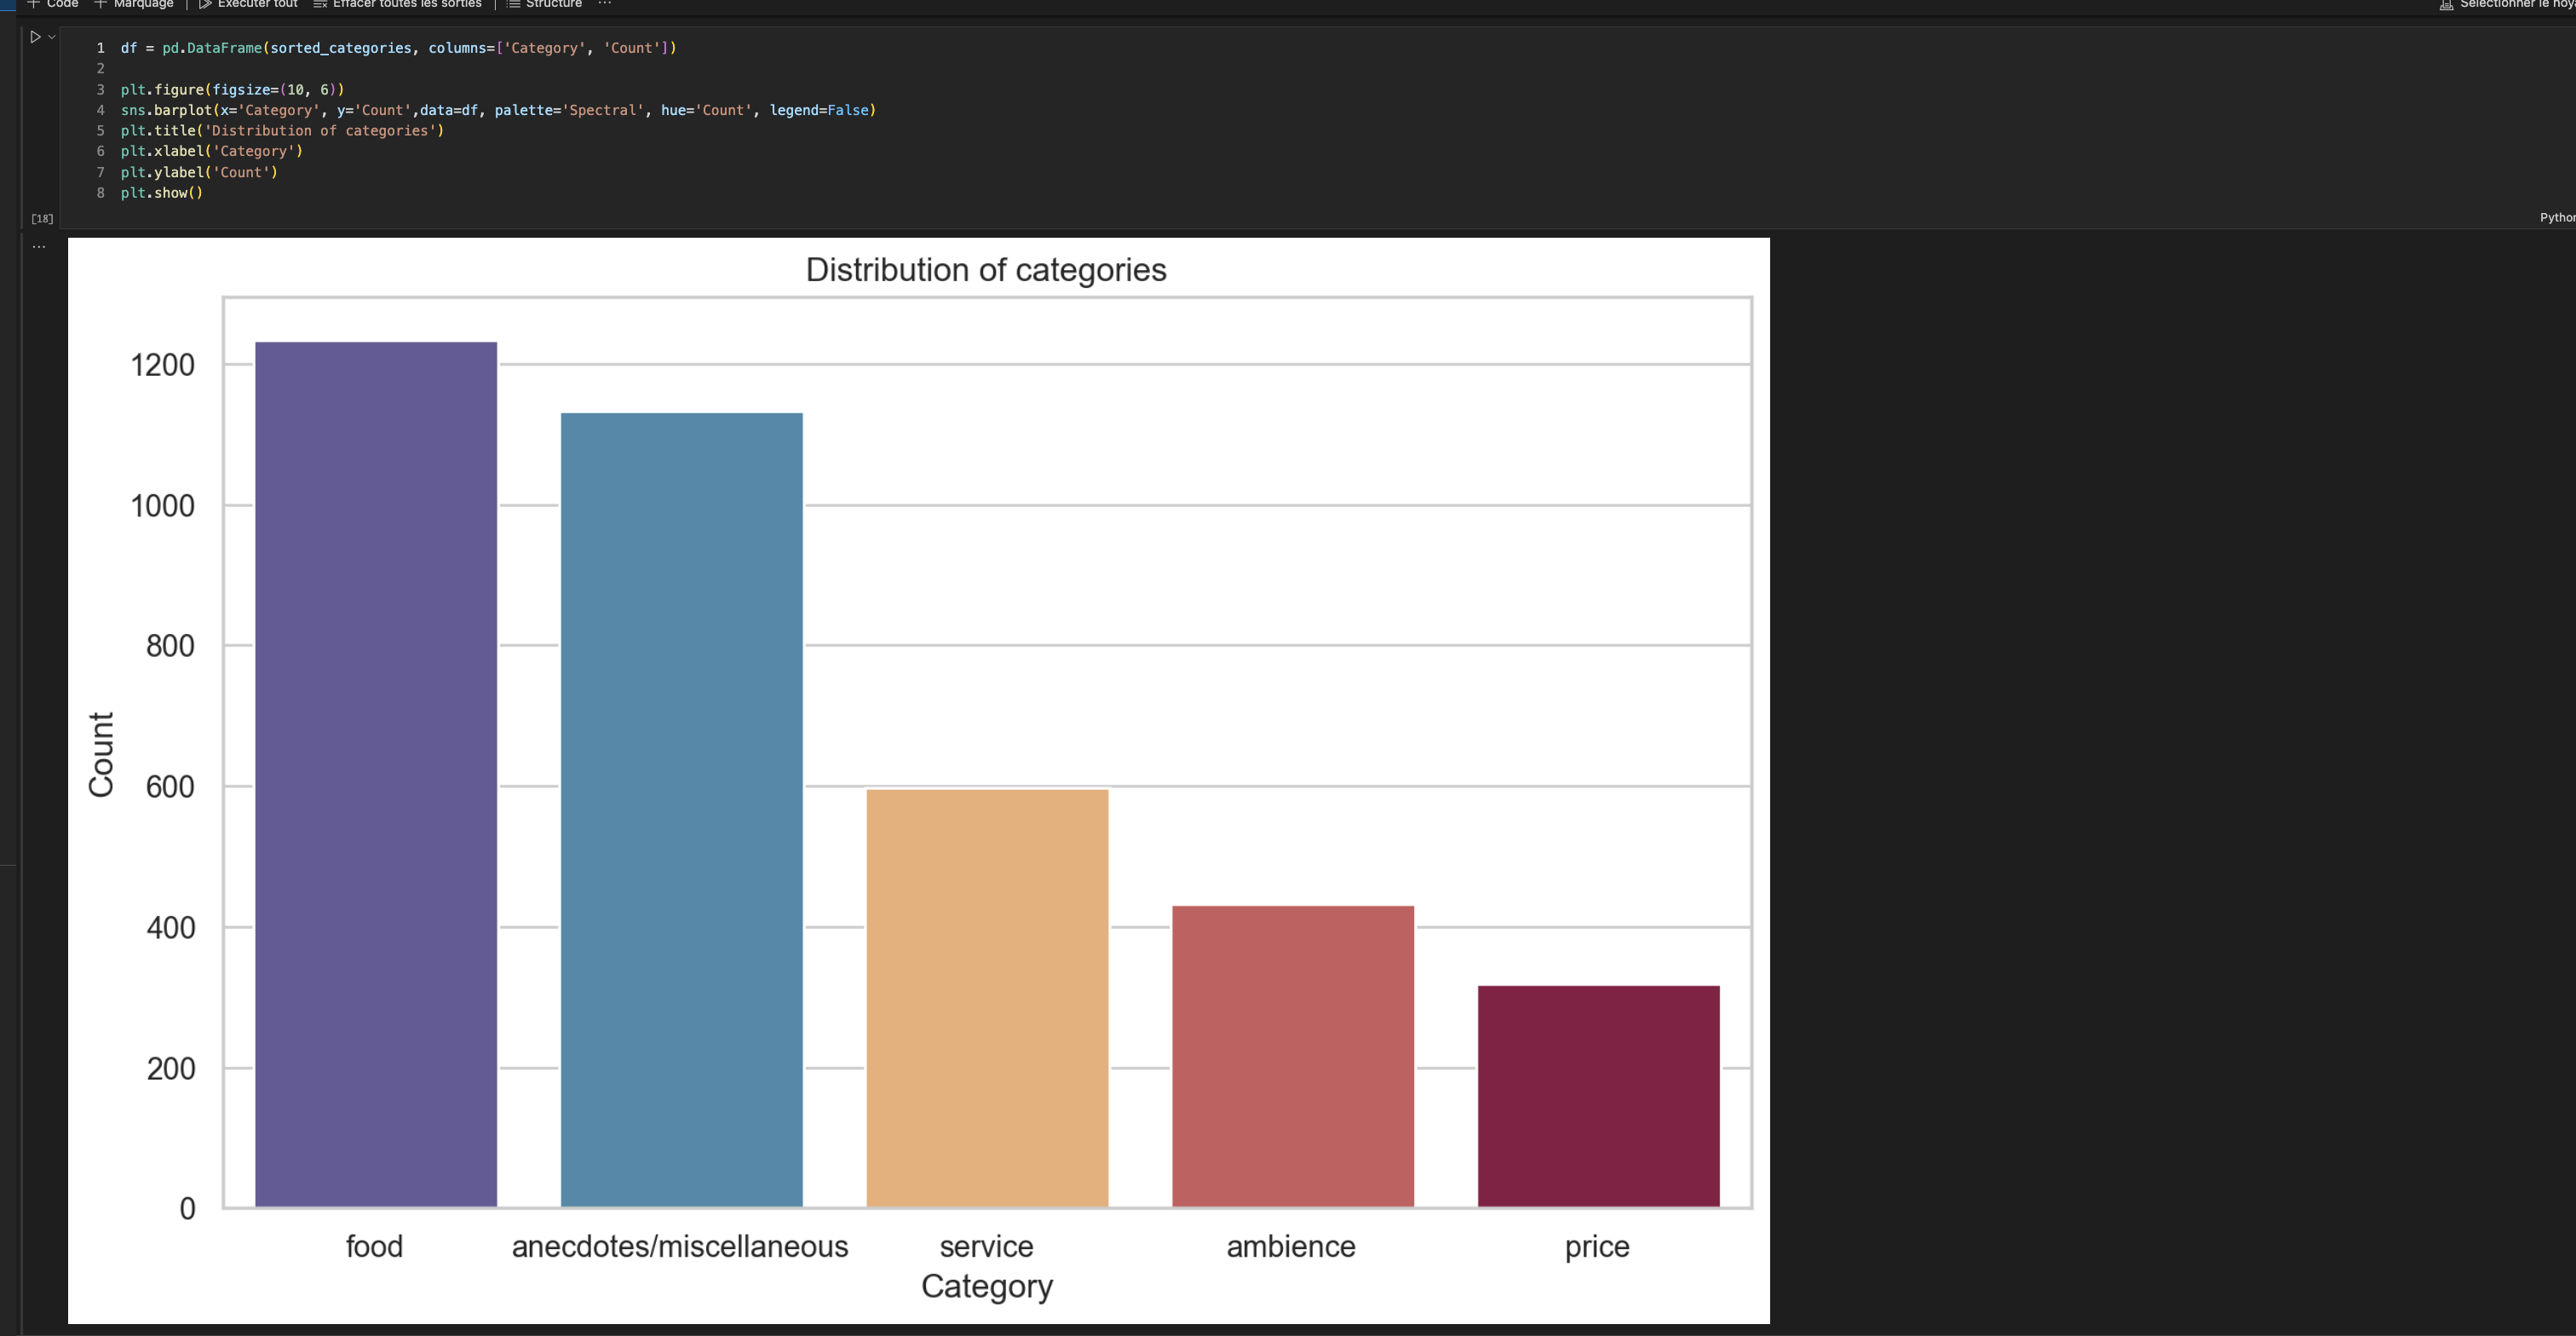 Code Marquage Exécuter tout Effacer toutes les sorties Structure ...
Sélectionner le
1 df = pd.DataFrame(sorted_categories, columns=['Category', 'Count'])
2
3 plt.figure(figsize=(10, 6))
4 sns.barplot(x='Category', y='Count',data=df, palette='Spectral', hue='Count', legend=False)
5 plt.title('Distribution of categories')
6 plt.xlabel('Category')
7 plt.ylabel('Count')
8 plt.show()
[18]
Python
...
Distribution of categories
1200
1000
800
600
400
200
0
Count
food anecdotes/miscellaneous service ambience price
Category